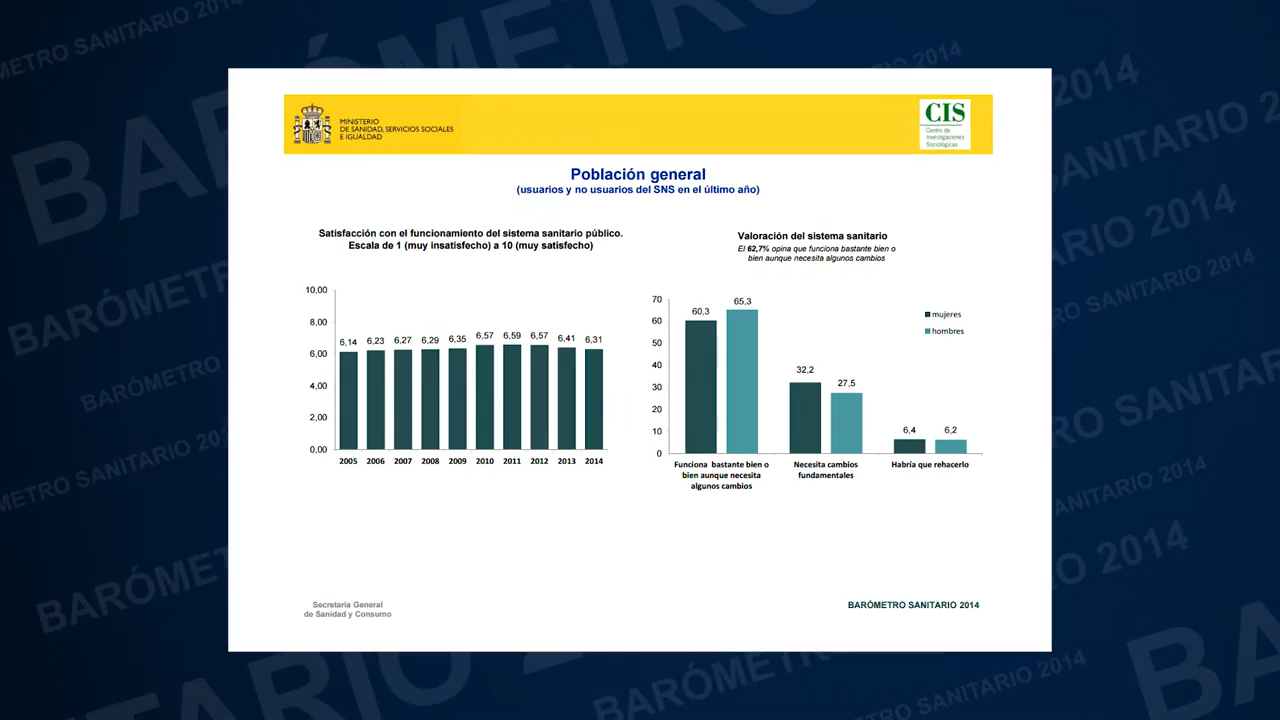 MINISTERIO
DE SANIDAD, SERVICIOS SOCIALES
E IGUALDAD
CIS
Centro de
Investigaciones
Sociológicas
Población general
(usuarios y no usuarios del SNS en el último año)
Satisfacción con el funcionamiento del sistema sanitario público.
Escala de 1 (muy insatisfecho) a 10 (muy satisfecho)
10,00
8,00
6,00
4,00
2,00
0,00
6,14 6,23 6,27 6,29 6,35 6,57 6,59 6,57 6,41 6,31
2005 2006 2007 2008 2009 2010 2011 2012 2013 2014
Valoración del sistema sanitario
El 62,7% opina que funciona bastante bien o
bien aunque necesita algunos cambios
70
60
50
40
30
20
10
0
60,3 65,3
32,2 27,5
6,4 6,2
mujeres
hombres
Funciona bastante bien o
bien aunque necesita
algunos cambios
Necesita cambios
fundamentales
Habría que rehacerlo
Secretaría General
de Sanidad y Consumo
BARÓMETRO SANITARIO 2014